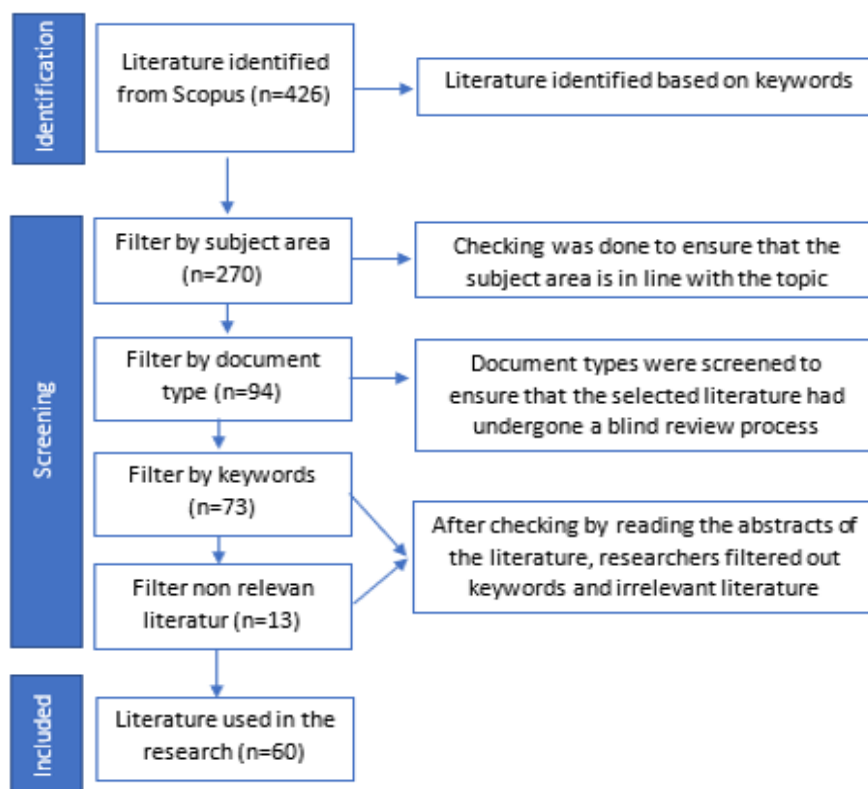 Identification
Literature identified
from Scopus (n=426)
Literature identified based on keywords
Screening
Filter by subject area
(n=270)
Checking was done to ensure that the
subject area is in line with the topic
Filter by document
type (n=94)
Document types were screened to
ensure that the selected literature had
undergone a blind review process
Filter by keywords
(n=73)
After checking by reading the abstracts of
the literature, researchers filtered out
keywords and irrelevant literature
Filter non relevan
literatur (n=13)
Included
Literature used in the
research (n=60)